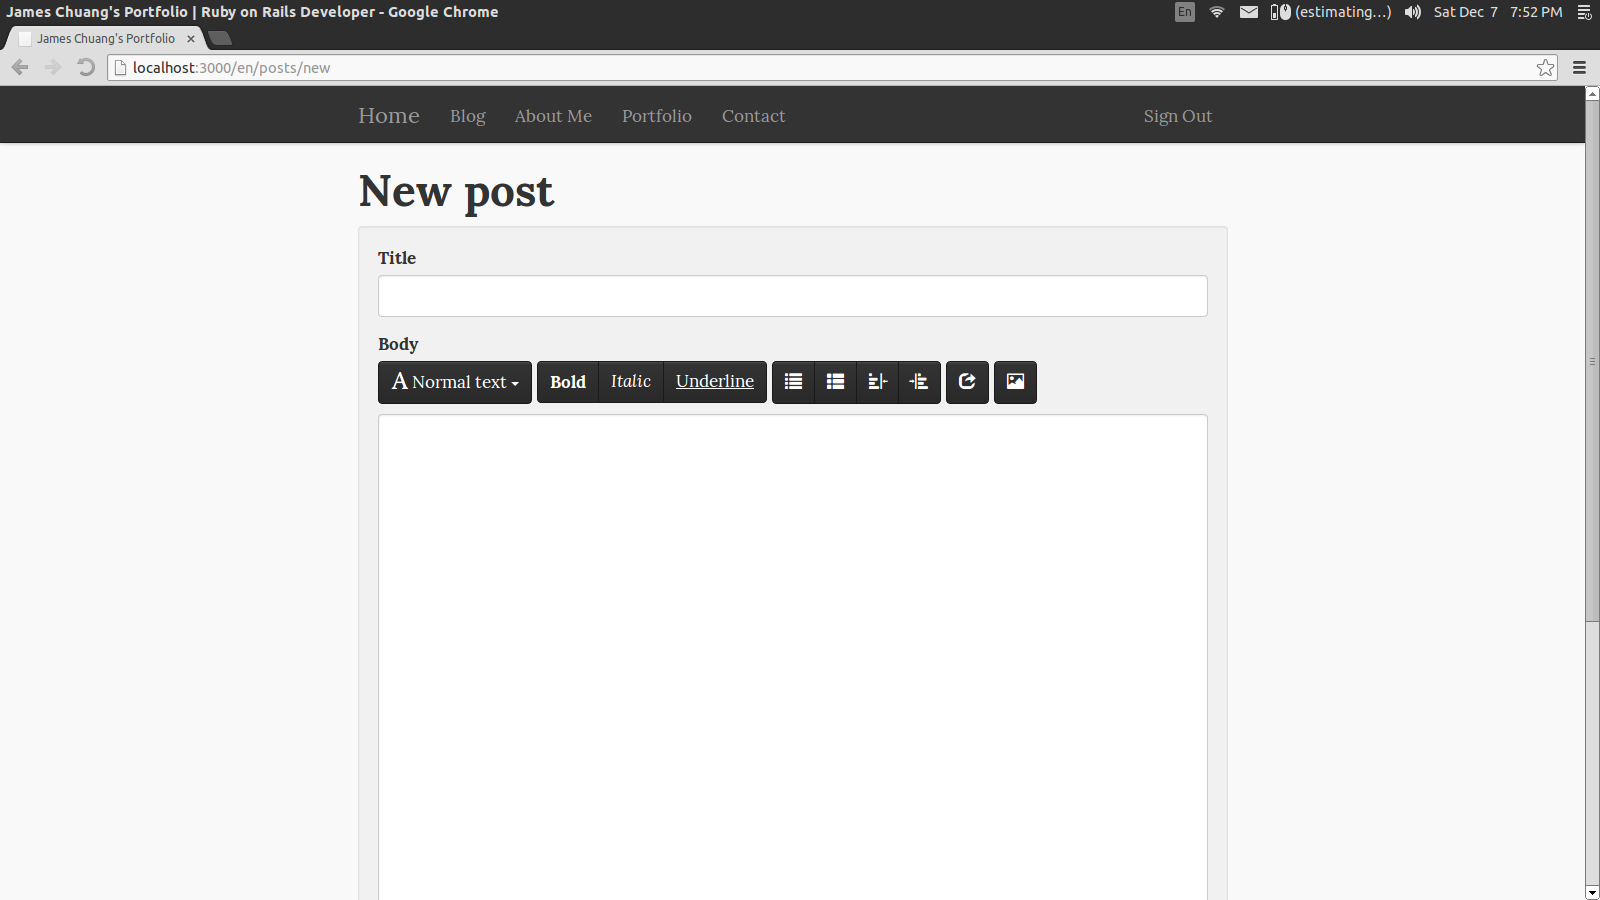 James Chuang's Portfolio | Ruby on Rails Developer - Google Chrome
En (estimating...) Sat Dec 7 7:52 PM
James Chuang's Portfolio
localhost:3000/en/posts/new
Home Blog About Me Portfolio Contact Sign Out
New post
Title
Body
A Normal text Bold Italic Underline